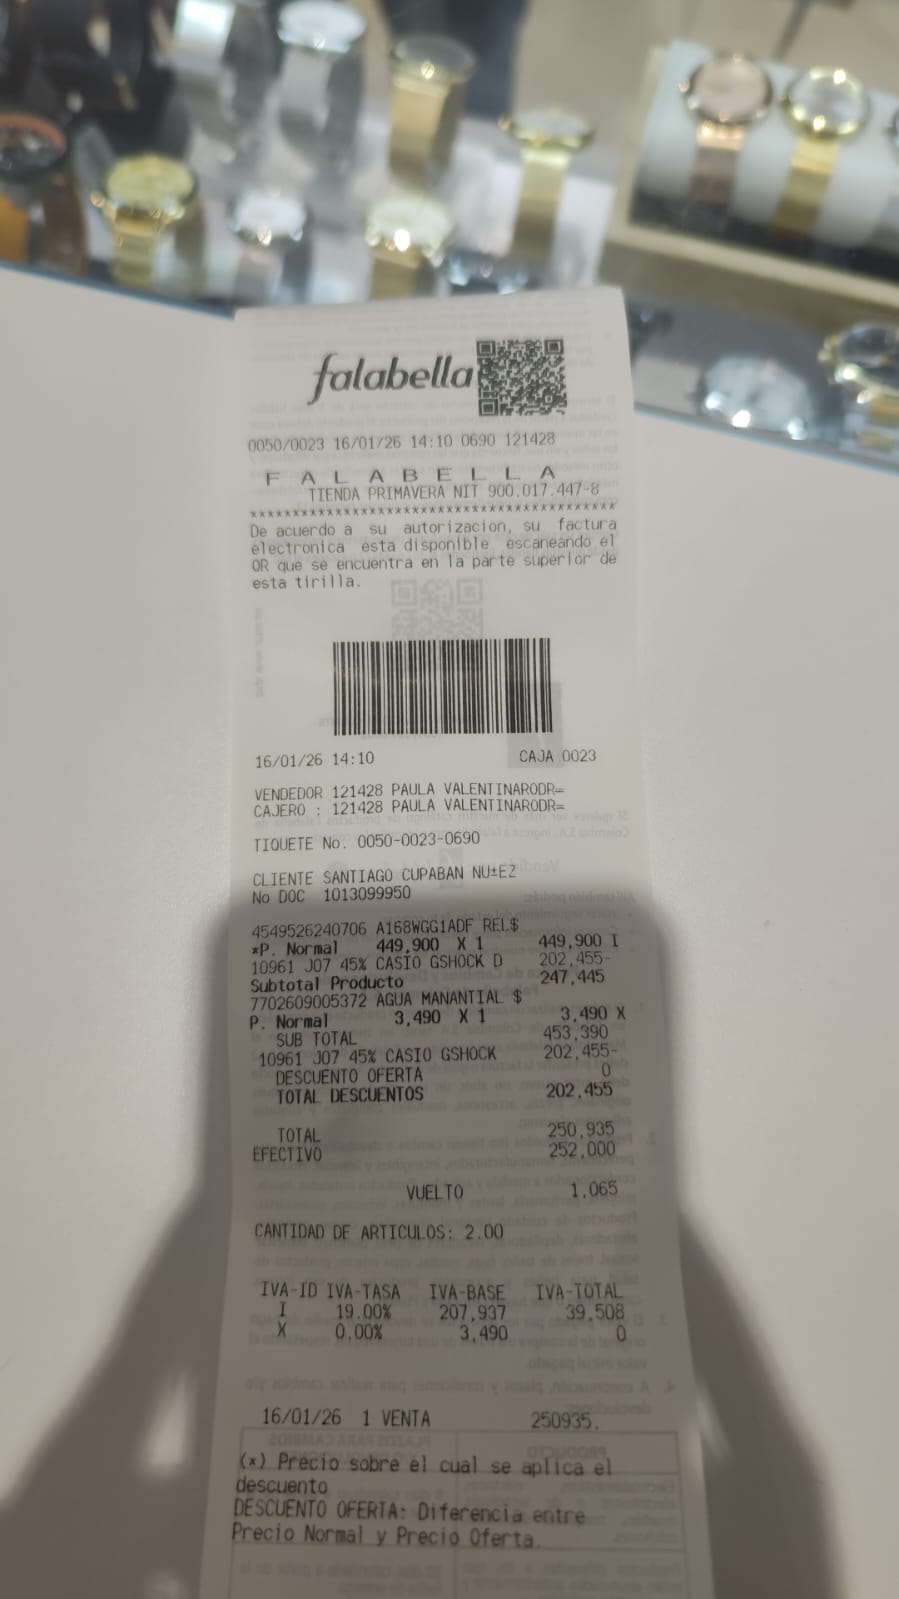 falabella
0050/0023 16/01/26 14:10 0690 121428
F A L A B E L L A
TIENDA PRIMAVERA NIT 900.017.447-8
******************************************
De acuerdo a su autorizacion, su factura
electronica esta disponible escaneando el
QR que se encuentra en la parte superior de
esta tirilla.
16/01/26 14:10 CAJA 0023
VENDEDOR 121428 PAULA VALENTINARODR=
CAJERO : 121428 PAULA VALENTINARODR=
TIQUETE No. 0050-0023-0690
CLIENTE SANTIAGO CUPABAN NU±EZ
No DOC 1013099950
4549526240706 A168WGG1ADF REL$
*P. Normal 449,900 X 1 449,900 I
10961 J07 45% CASIO GSHOCK D 202,455-
Subtotal Producto 247,445
7702609005372 AGUA MANANTIAL $
P. Normal 3,490 X 1 3,490 X
SUB TOTAL 453,390
10961 J07 45% CASIO GSHOCK 202,455-
DESCUENTO OFERTA 0
TOTAL DESCUENTOS 202,455
TOTAL 250,935
EFECTIVO 252,000
VUELTO 1,065
CANTIDAD DE ARTICULOS: 2.00
IVA-ID IVA-TASA IVA-BASE IVA-TOTAL
I 19.00% 207,937 39,508
X 0.00% 3,490 0
16/01/26 1 VENTA 250935.
(*) Precio sobre el cual se aplica el
descuento
DESCUENTO OFERTA: Diferencia entre
Precio Normal y Precio Oferta.